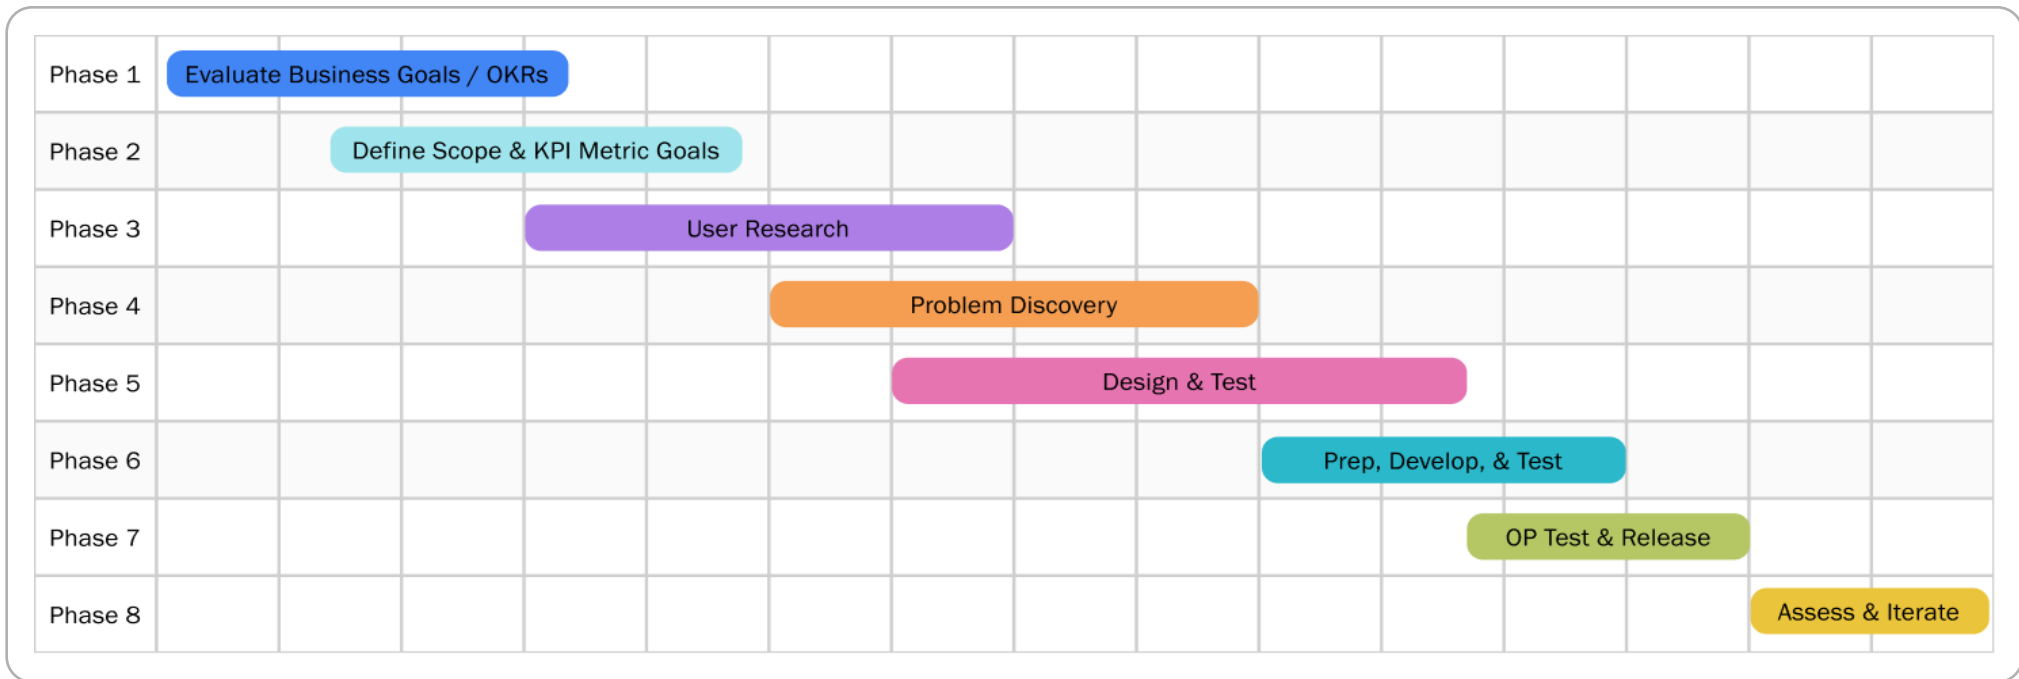 Phase 1
Evaluate Business Goals / OKRs
Phase 2
Define Scope & KPI Metric Goals
Phase 3
User Research
Phase 4
Problem Discovery
Phase 5
Design & Test
Phase 6
Prep, Develop, & Test
Phase 7
OP Test & Release
Phase 8
Assess & Iterate